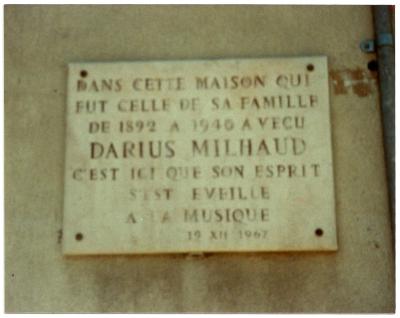 DANS CETTE MAISON QUI
FUT CELLE DE SA FAMILLE
DE 1892 A 1940 A VECU
DARIUS MILHAUD
C'EST ICI QUE SON ESPRIT
S'EST EVEILLE
A LA MUSIQUE
19 XII 1967